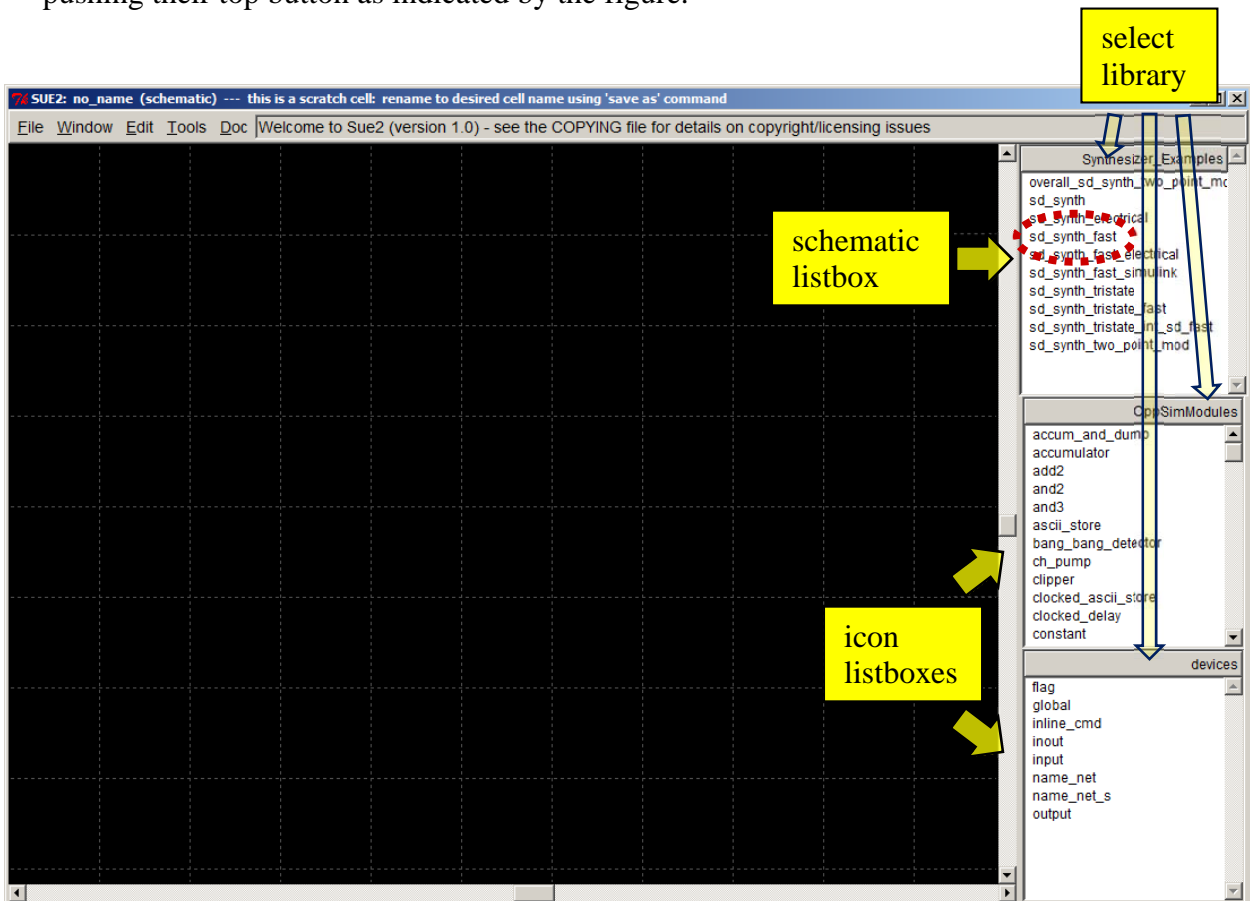 pushing their top button as indicated by the figure.
select
library
SUE2: no_name (schematic) --- this is a scratch cell: rename to desired cell name using 'save as' command
File Window Edit Tools Doc Welcome to Sue2 (version 1.0) - see the COPYING file for details on copyright/licensing issues
Synthesizer_Examples
overall_sd_synth_two_point_mo
sd_synth
sd_synth_electrical
sd_synth_fast
sd_synth_fast_electrical
sd_synth_fast_simulink
sd_synth_tristate
sd_synth_tristate_fast
sd_synth_tristate_int_sd_fast
sd_synth_two_point_mod
schematic
listbox
CppSimModules
accum_and_dump
accumulator
add2
and2
and3
ascii_store
bang_bang_detector
ch_pump
clipper
clocked_ascii_store
clocked_delay
constant
icon
listboxes
devices
flag
global
inline_cmd
inout
input
name_net
name_net_s
output